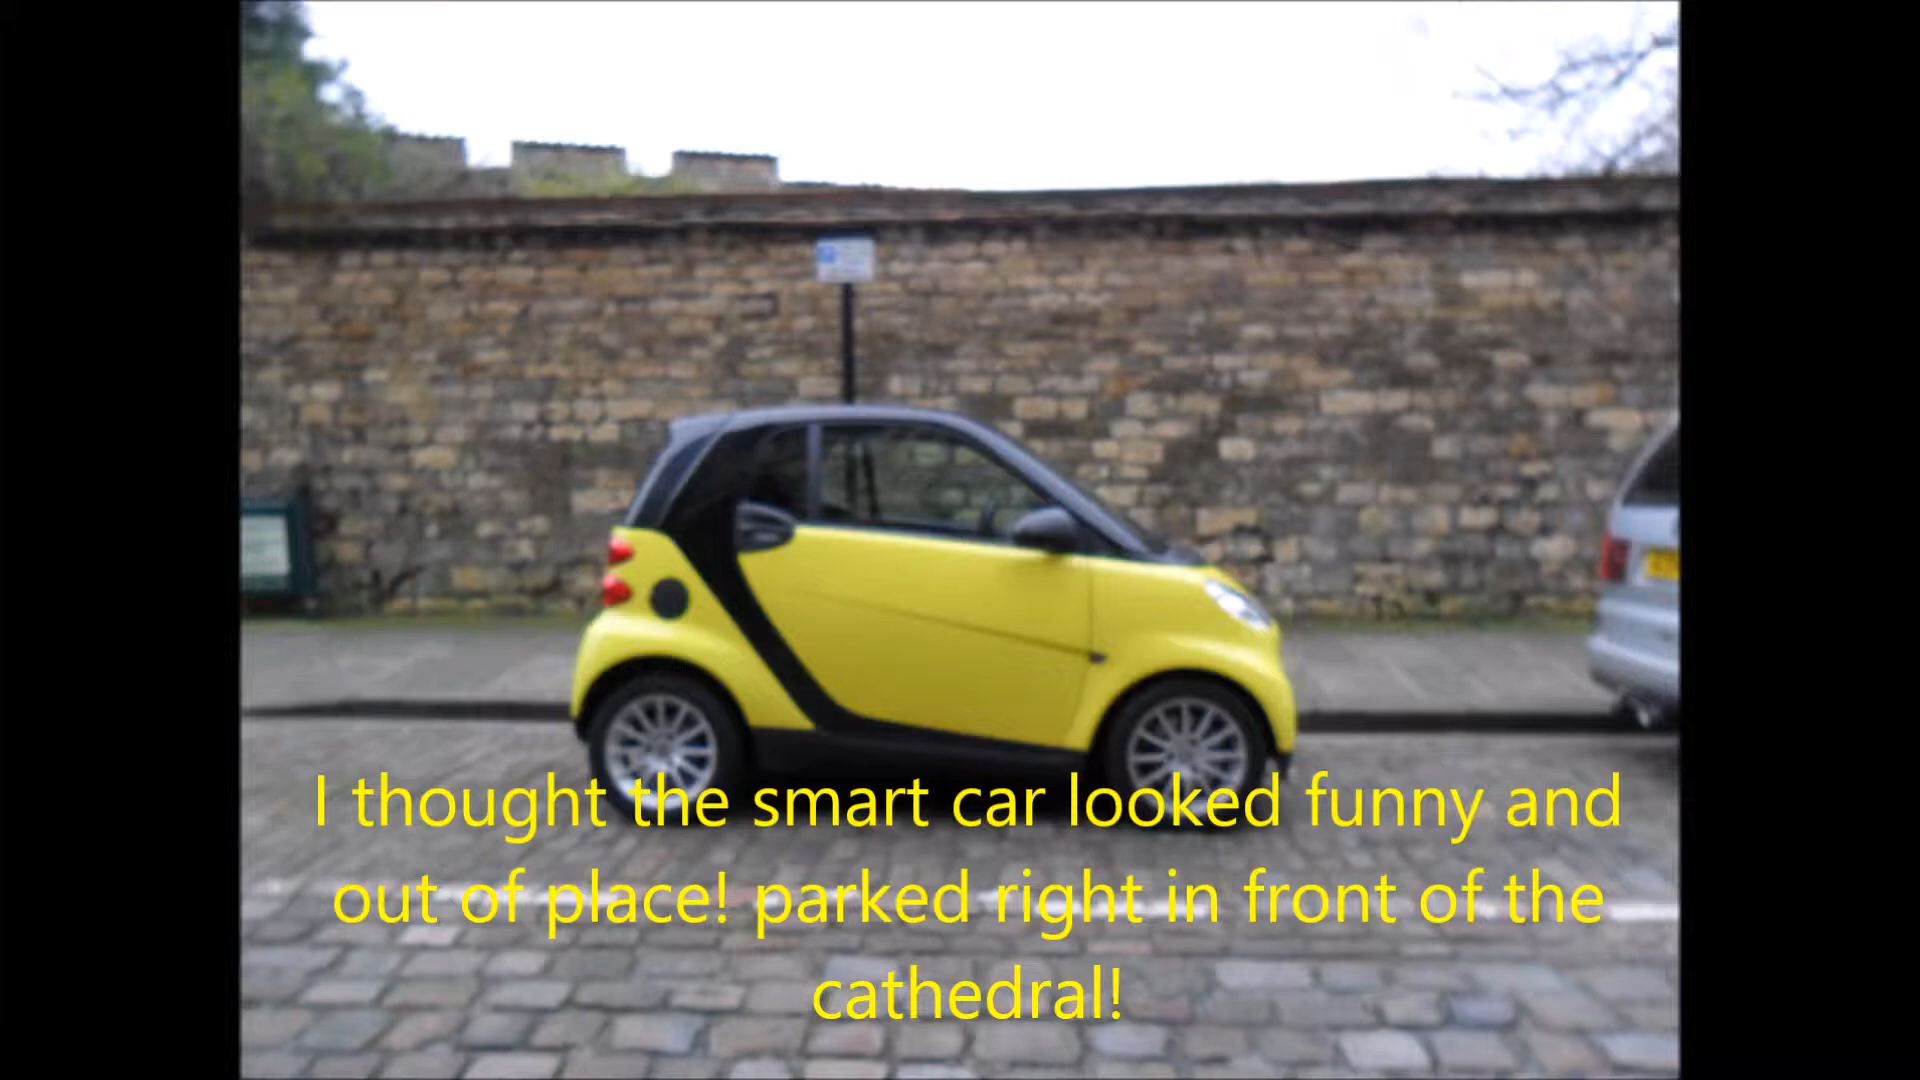 I thought the smart car looked funny and
out of place! parked right in front of the
cathedral!